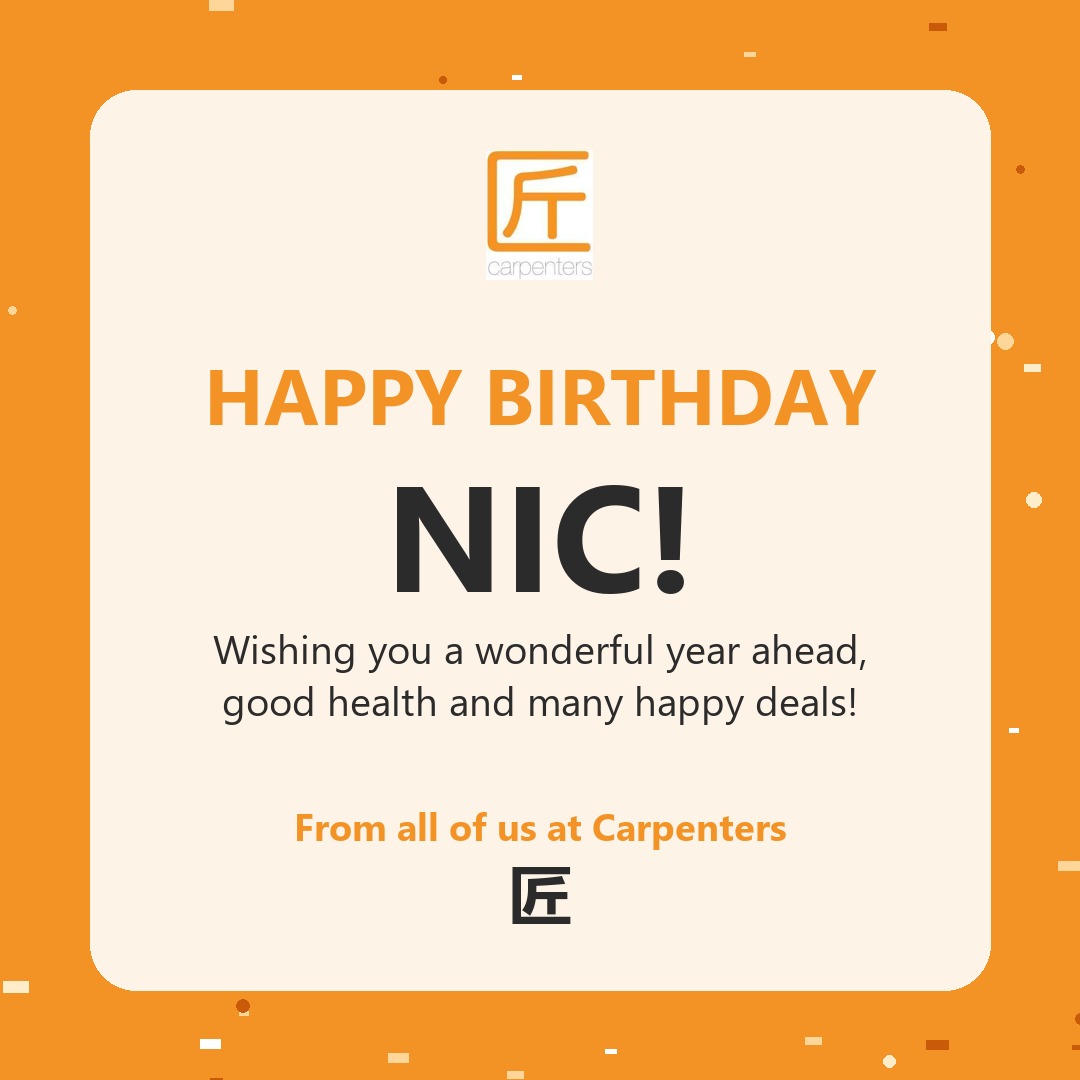 匠
carpenters
HAPPY BIRTHDAY
NIC!
Wishing you a wonderful year ahead,
good health and many happy deals!
From all of us at Carpenters
匠